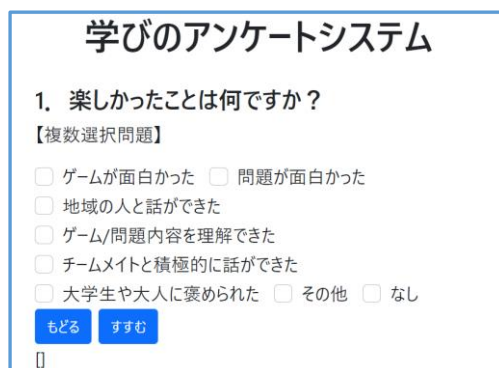 学びのアンケートシステム
1. 楽しかったことは何ですか？
【複数選択問題】
ゲームが面白かった 問題が面白かった
地域の人と話ができた
ゲーム/問題内容を理解できた
チームメイトと積極的に話ができた
大学生や大人に褒められた その他 なし
もどる すすむ
[]